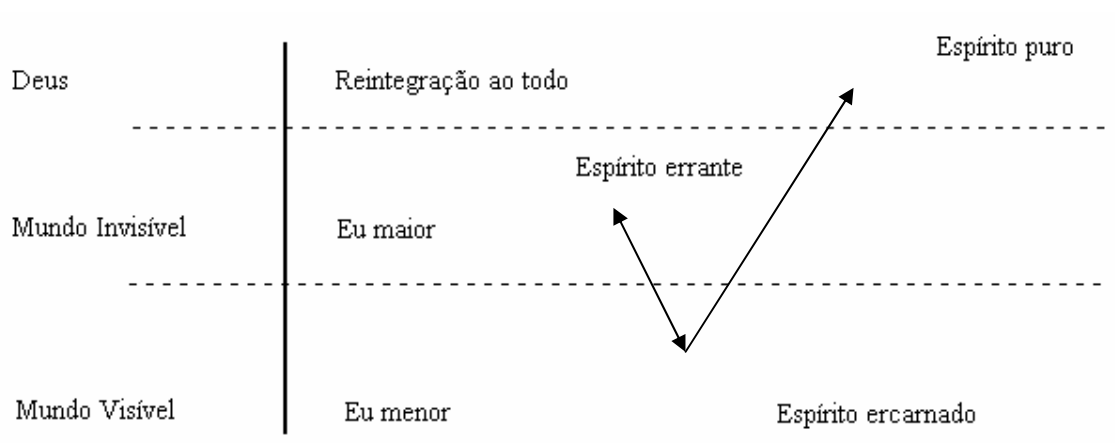 Espírito puro
Deus
Reintegração ao todo
Espírito errante
Mundo Invisível
Eu maior
Mundo Visível
Eu menor
Espírito ercarnado